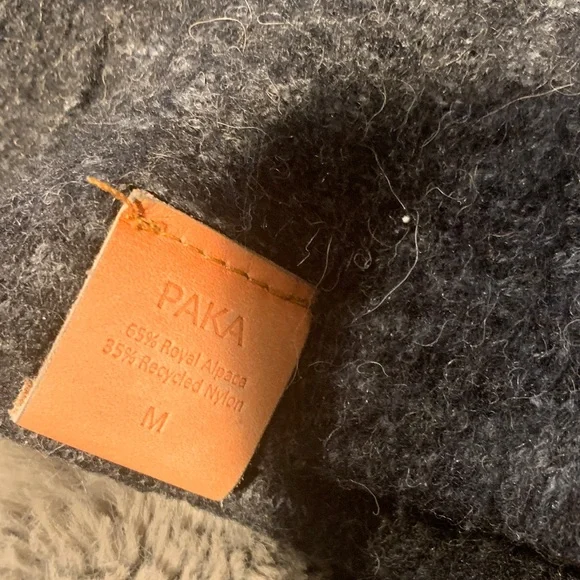 PAKA
65% Royal Alpaca
35% Recycled Nylon
M